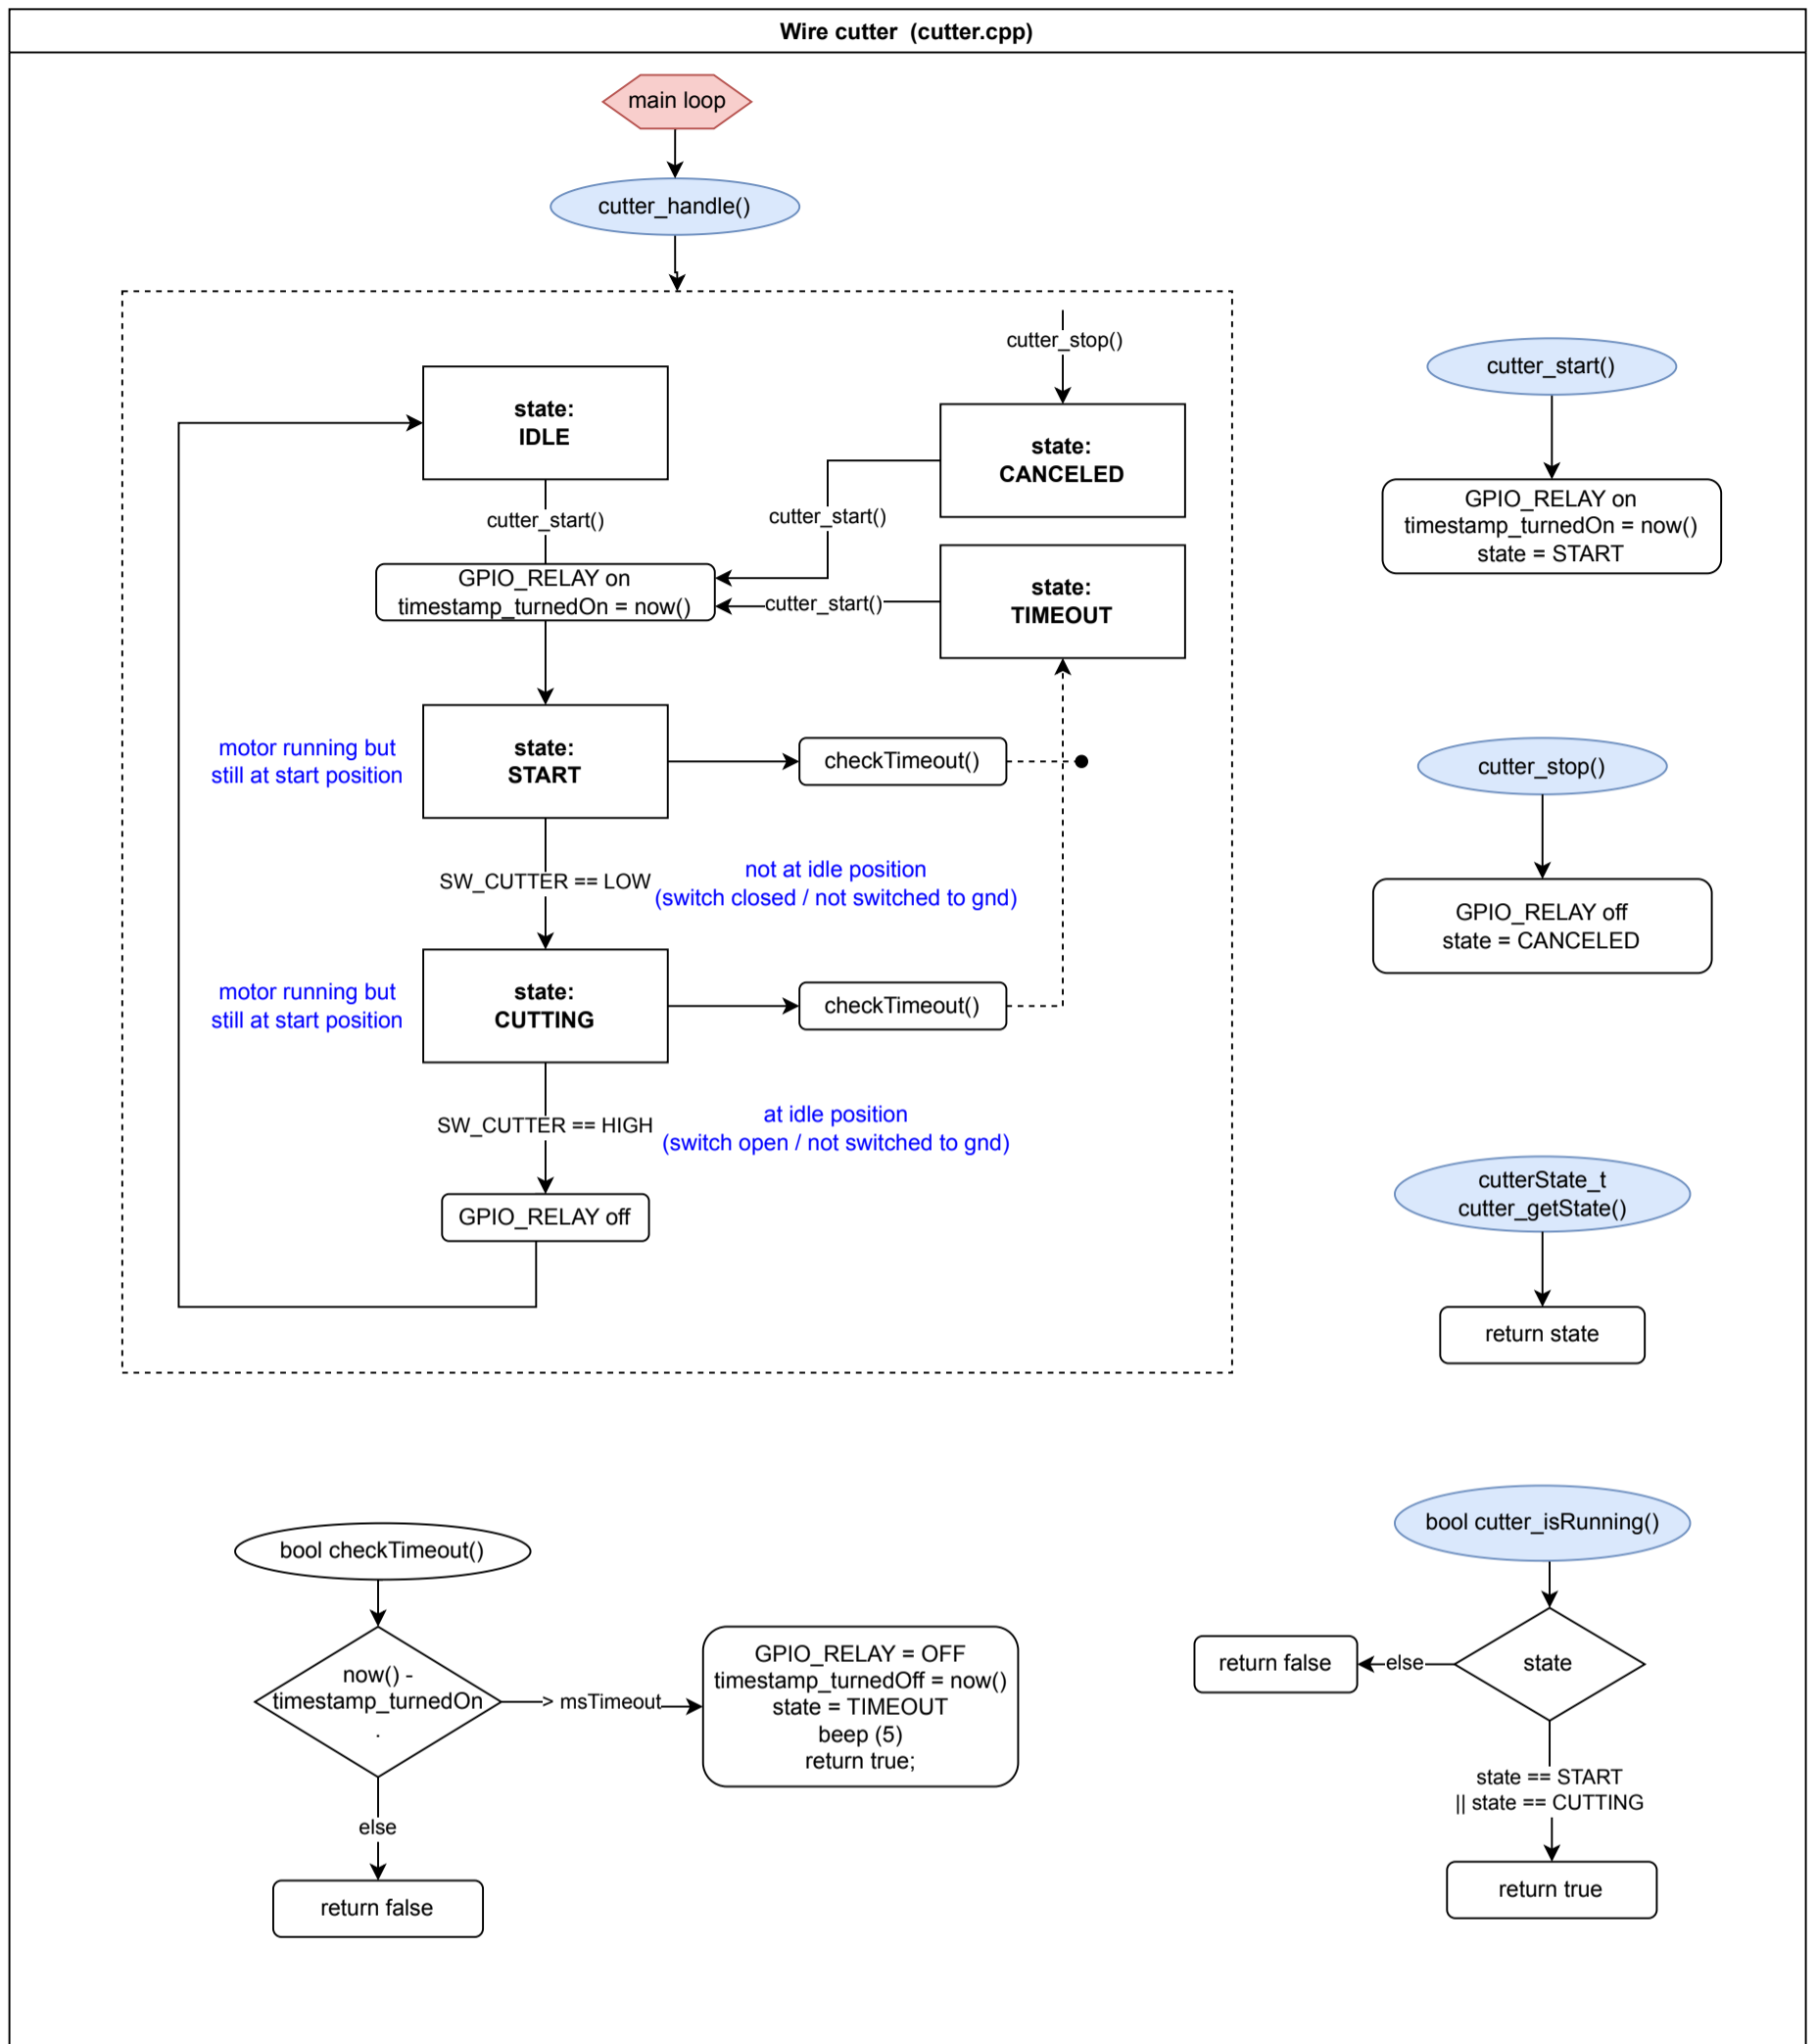 Wire cutter  (cutter.cpp)
main loop
cutter_handle()
cutter_stop()
state:
IDLE
state:
CANCELED
cutter_start()
cutter_start()
GPIO_RELAY on
timestamp_turnedOn = now()
cutter_start()
state:
TIMEOUT
motor running but
still at start position
state:
START
checkTimeout()
SW_CUTTER == LOW
not at idle position
(switch closed / not switched to gnd)
motor running but
still at start position
state:
CUTTING
checkTimeout()
SW_CUTTER == HIGH
at idle position
(switch open / not switched to gnd)
GPIO_RELAY off
cutter_start()
GPIO_RELAY on
timestamp_turnedOn = now()
state = START
cutter_stop()
GPIO_RELAY off
state = CANCELED
cutterState_t
cutter_getState()
return state
bool checkTimeout()
now() -
timestamp_turnedOn
.
> msTimeout
GPIO_RELAY = OFF
timestamp_turnedOff = now()
state = TIMEOUT
beep (5)
return true;
else
return false
bool cutter_isRunning()
state
else
return false
state == START
|| state == CUTTING
return true